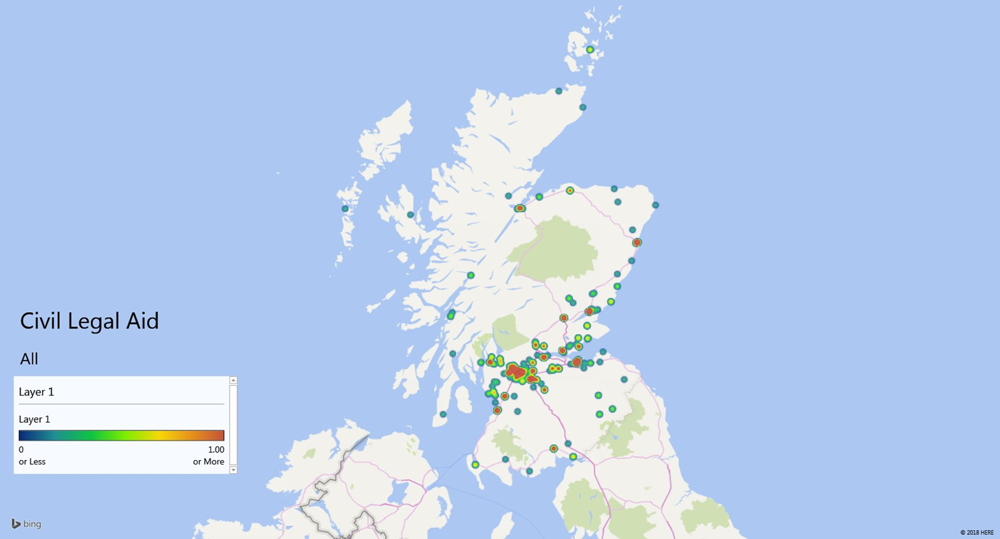 Civil Legal Aid
All
Layer 1
Layer 1
0
or Less
1.00
or More
bing
© 2018 HERE